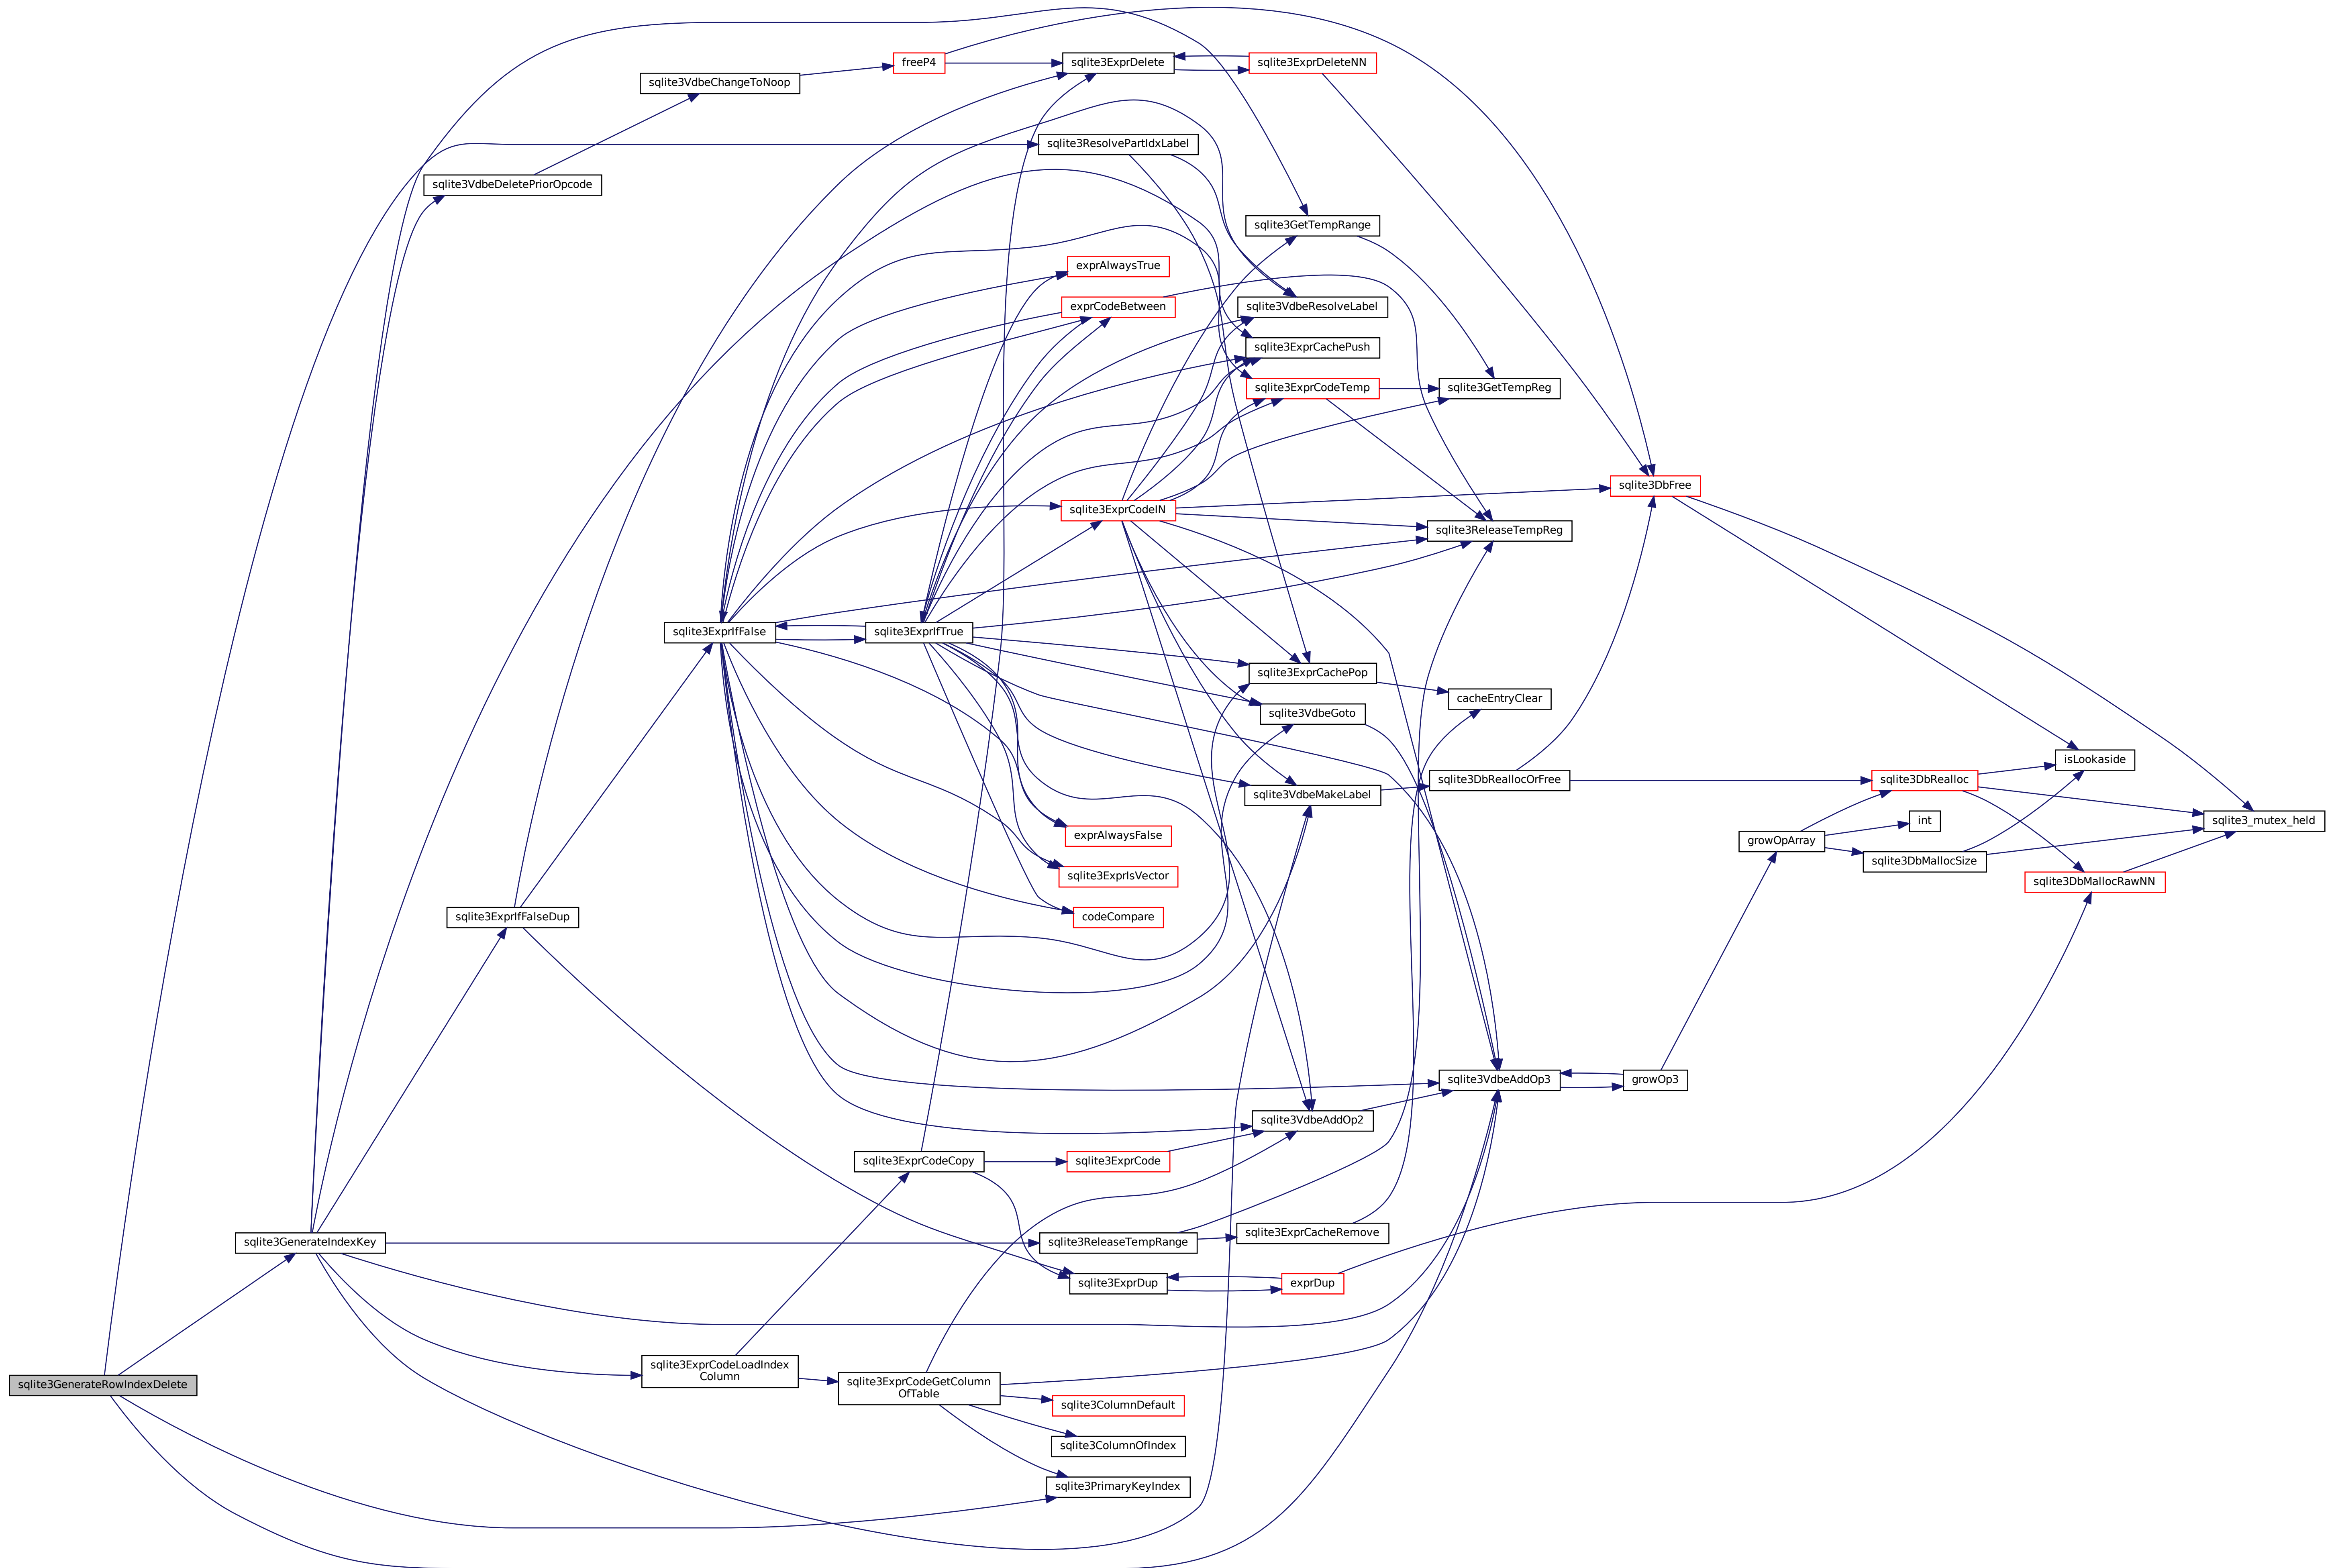 freeP4
sqlite3ExprDelete
sqlite3ExprDeleteNN
sqlite3VdbeChangeToNoop
sqlite3ResolvePartIdxLabel
sqlite3VdbeDeletePriorOpcode
sqlite3GetTempRange
exprAlwaysTrue
exprCodeBetween
sqlite3VdbeResolveLabel
sqlite3ExprCachePush
sqlite3ExprCodeTemp
sqlite3GetTempReg
sqlite3DbFree
sqlite3ExprCodeIN
sqlite3ReleaseTempReg
sqlite3ExprIfFalse
sqlite3ExprIfTrue
sqlite3ExprCachePop
cacheEntryClear
sqlite3VdbeGoto
isLookaside
sqlite3DbReallocOrFree
sqlite3DbRealloc
sqlite3VdbeMakeLabel
int
sqlite3_mutex_held
exprAlwaysFalse
growOpArray
sqlite3DbMallocSize
sqlite3ExprIsVector
sqlite3DbMallocRawNN
sqlite3ExprIfFalseDup
codeCompare
sqlite3VdbeAddOp3
growOp3
sqlite3VdbeAddOp2
sqlite3ExprCodeCopy
sqlite3ExprCode
sqlite3ExprCacheRemove
sqlite3GenerateIndexKey
sqlite3ReleaseTempRange
sqlite3ExprDup
exprDup
sqlite3ExprCodeLoadIndex
Column
sqlite3GenerateRowIndexDelete
sqlite3ExprCodeGetColumn
OfTable
sqlite3ColumnDefault
sqlite3ColumnOfIndex
sqlite3PrimaryKeyIndex